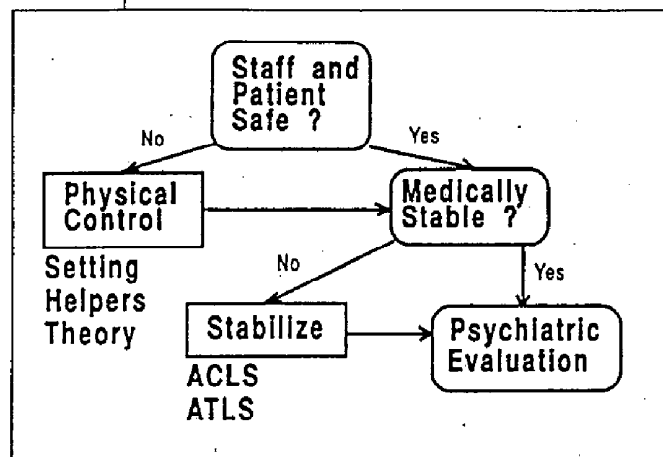 Staff and
Patient
Safe ?
No
Yes
Physical
Control
Medically
Stable ?
Setting
Helpers
Theory
No
Yes
Stabilize
Psychiatric
Evaluation
ACLS
ATLS